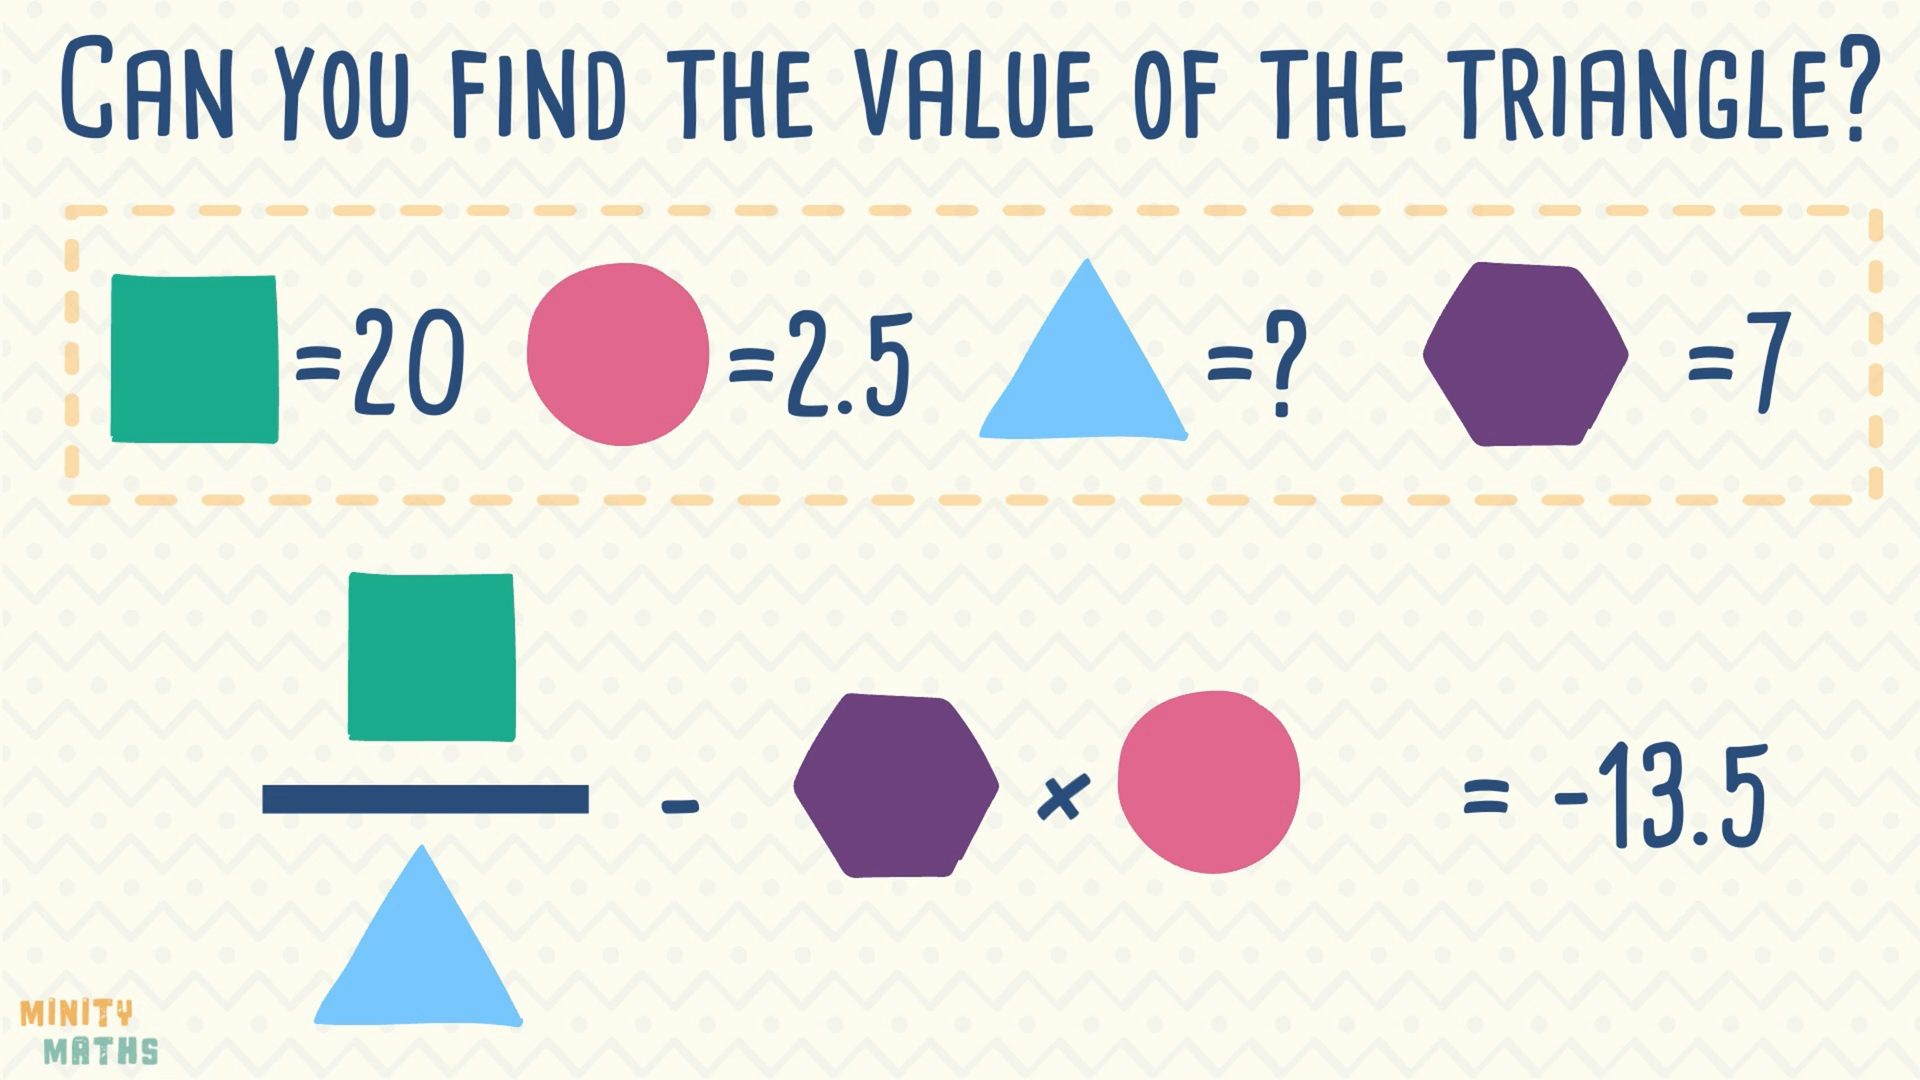 CAN YOU FIND THE VALUE OF THE TRIANGLE?
=20 =2.5 =? =7
- × = -13.5
MINITY
MATHS